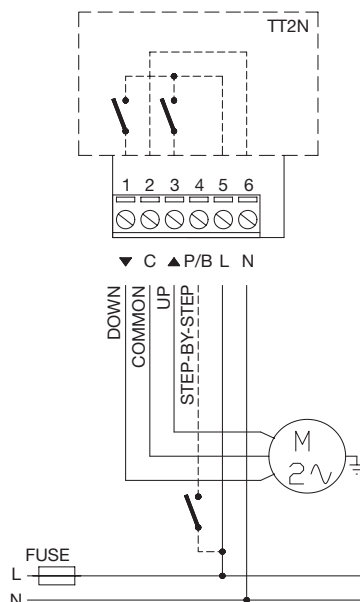 TT2N
1 2 3 4 5 6
▼ C ▲ P/B L N
DOWN
COMMON
UP
STEP-BY-STEP
M
2∿
FUSE
L
N